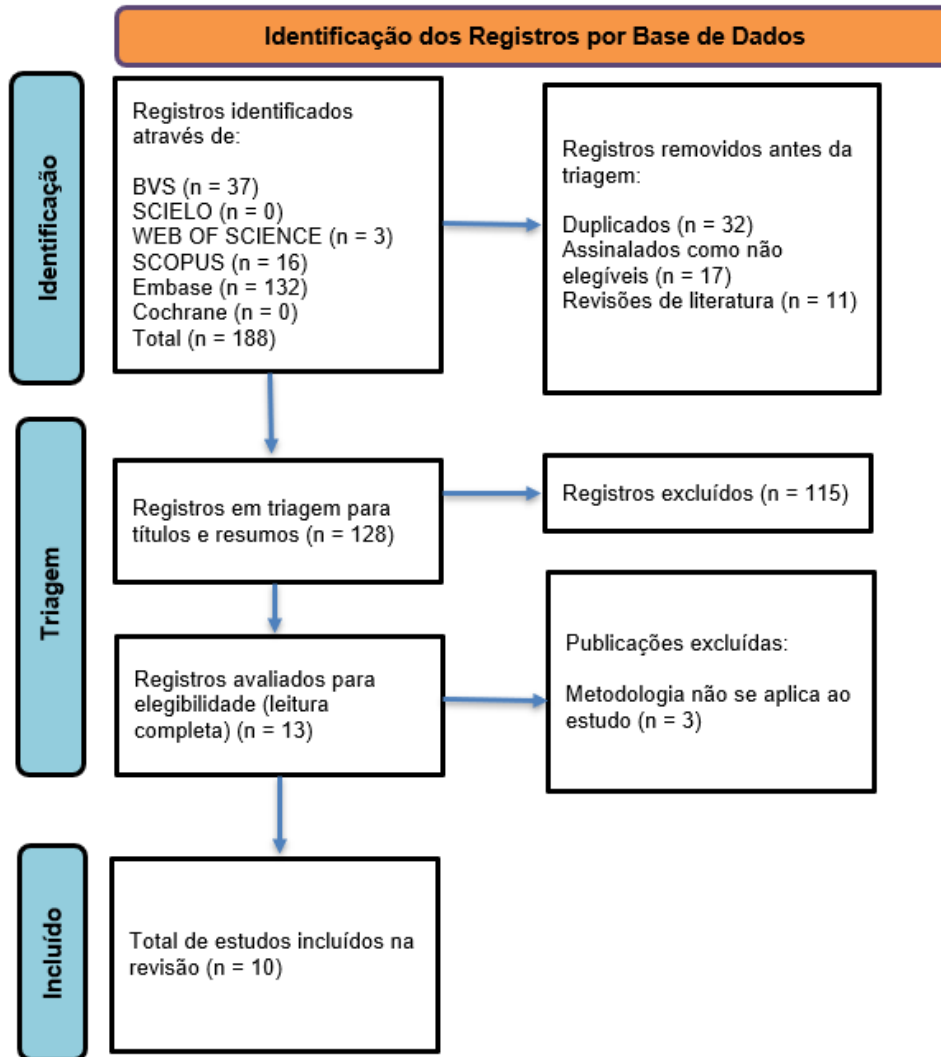 Identificação dos Registros por Base de Dados
Identificação
Registros identificados
através de:
BVS (n = 37)
SCIELO (n = 0)
WEB OF SCIENCE (n = 3)
SCOPUS (n = 16)
Embase (n = 132)
Cochrane (n = 0)
Total (n = 188)
Registros removidos antes da
triagem:
Duplicados (n = 32)
Assinalados como não
elegíveis (n = 17)
Revisões de literatura (n = 11)
Triagem
Registros em triagem para
títulos e resumos (n = 128)
Registros excluídos (n = 115)
Registros avaliados para
elegibilidade (leitura
completa) (n = 13)
Publicações excluídas:
Metodologia não se aplica ao
estudo (n = 3)
Incluído
Total de estudos incluídos na
revisão (n = 10)